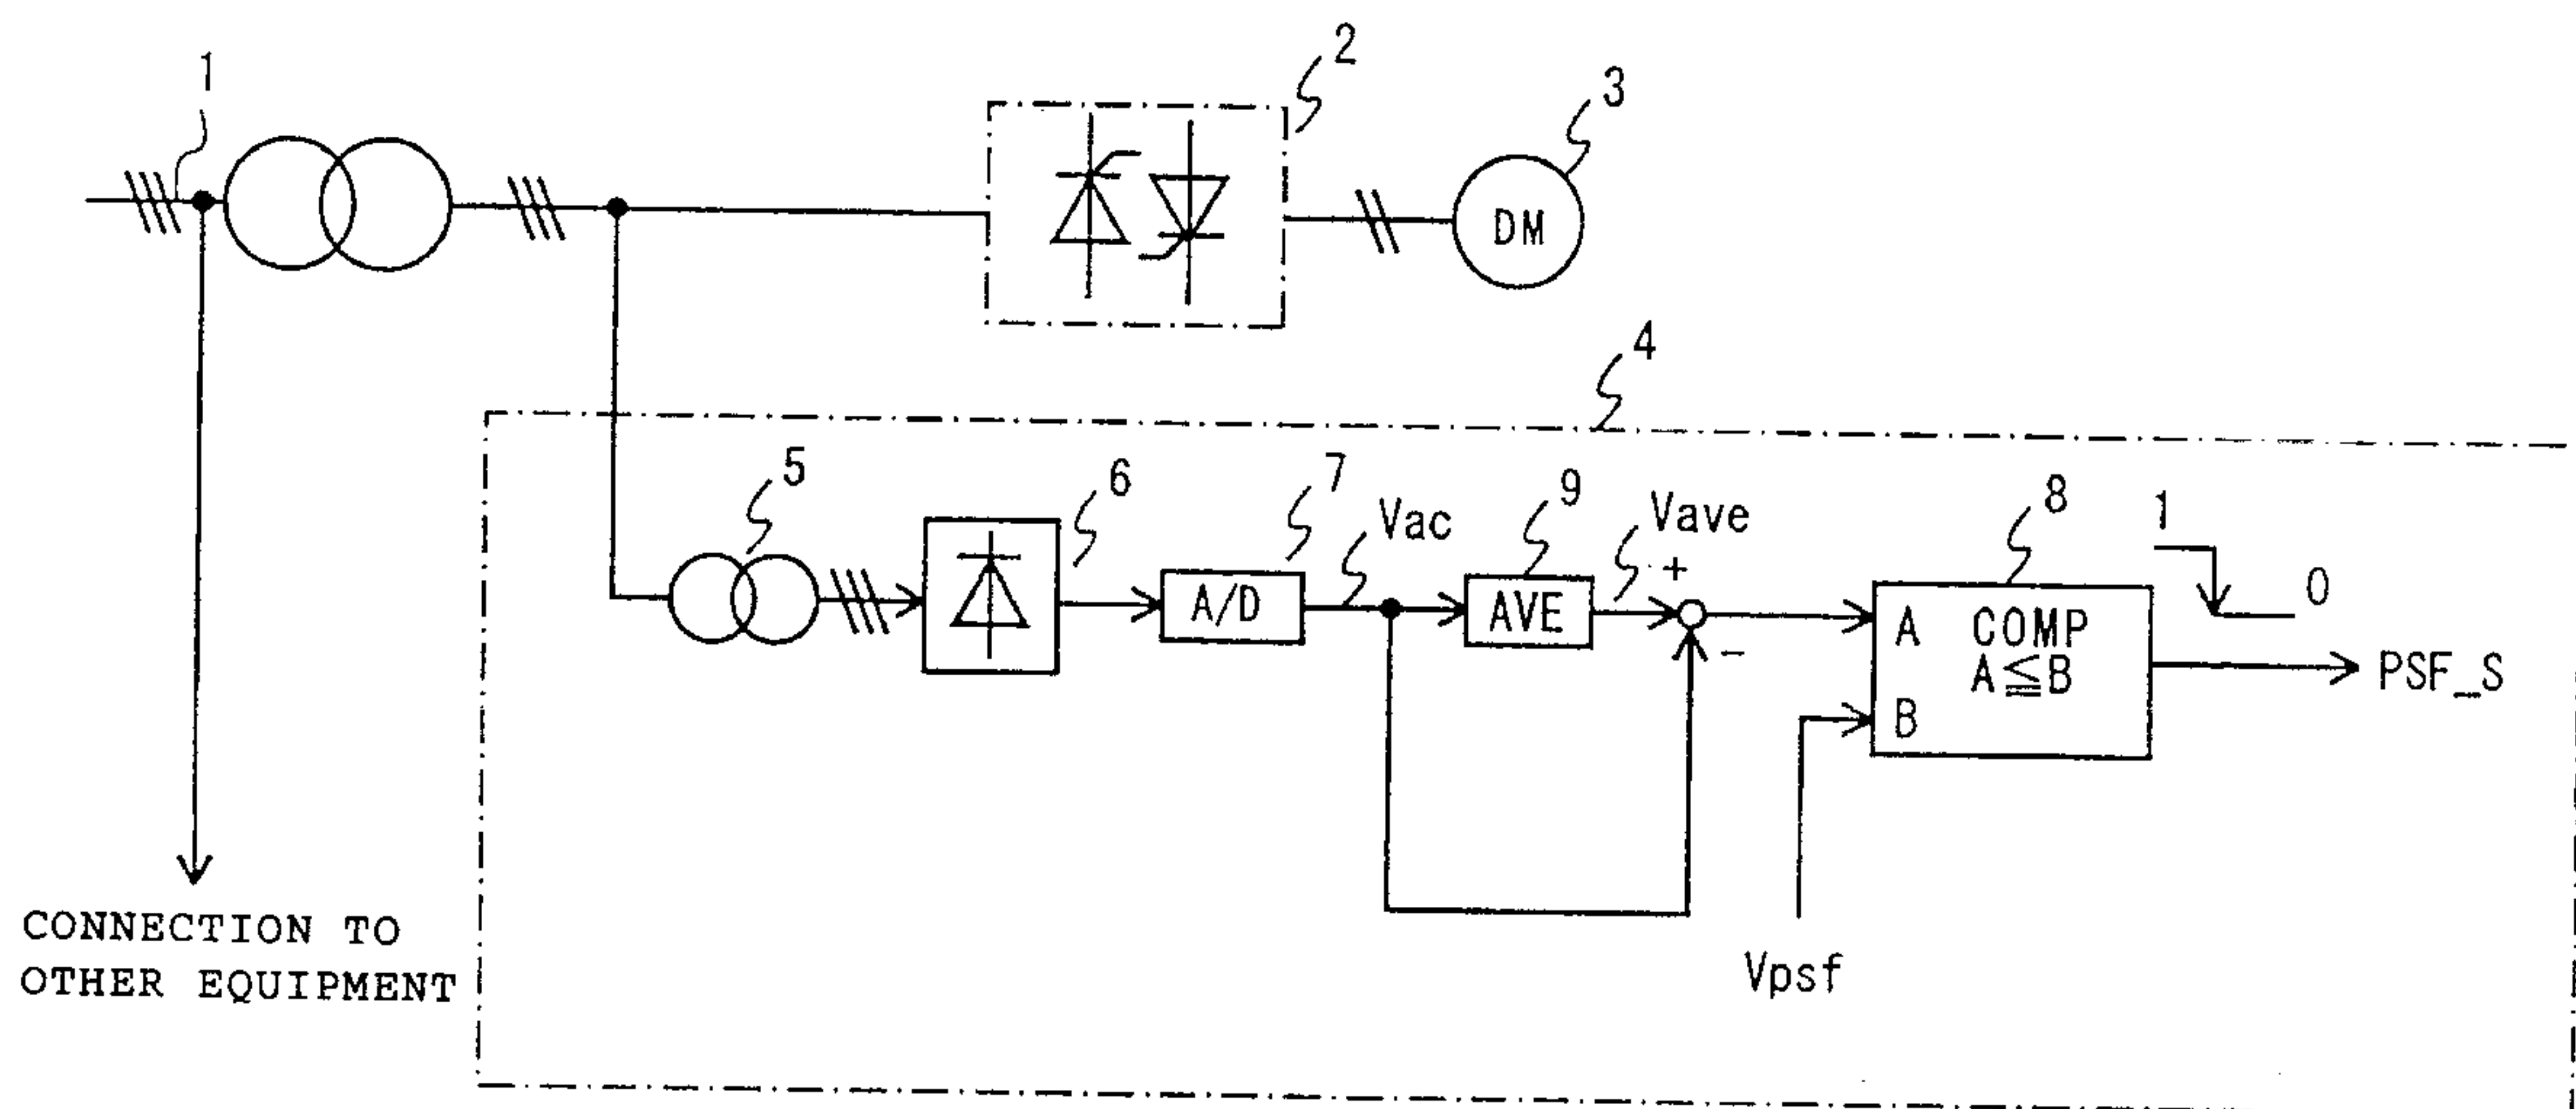 1
2
3
DM
4
5
6
7
A/D
Vac
9
AVE
Vave
+
-
8
A COMP
A≦B
B
1
0
PSF_S
Vpsf
CONNECTION TO
OTHER EQUIPMENT